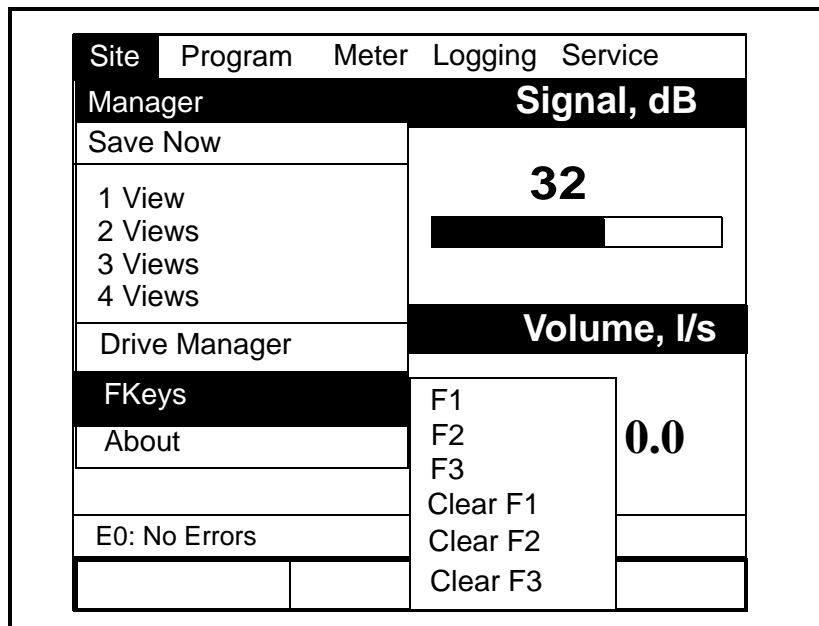 Site Program Meter Logging Service
Manager
Signal, dB
Save Now
32
1 View
2 Views
3 Views
4 Views
Volume, l/s
Drive Manager
FKeys
F1
F2
F3
Clear F1
Clear F2
Clear F3
0.0
About
E0: No Errors